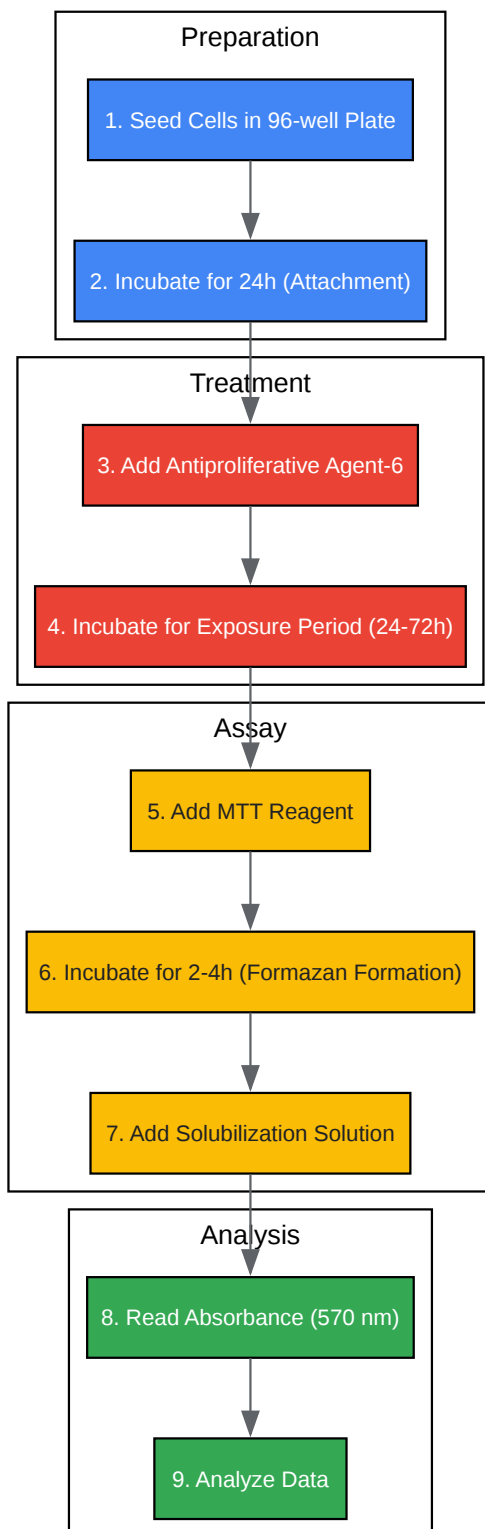 Preparation
1. Seed Cells in 96-well Plate
2. Incubate for 24h (Attachment)
Treatment
3. Add Antiproliferative Agent-6
4. Incubate for Exposure Period (24-72h)
Assay
5. Add MTT Reagent
6. Incubate for 2-4h (Formazan Formation)
7. Add Solubilization Solution
Analysis
8. Read Absorbance (570 nm)
9. Analyze Data